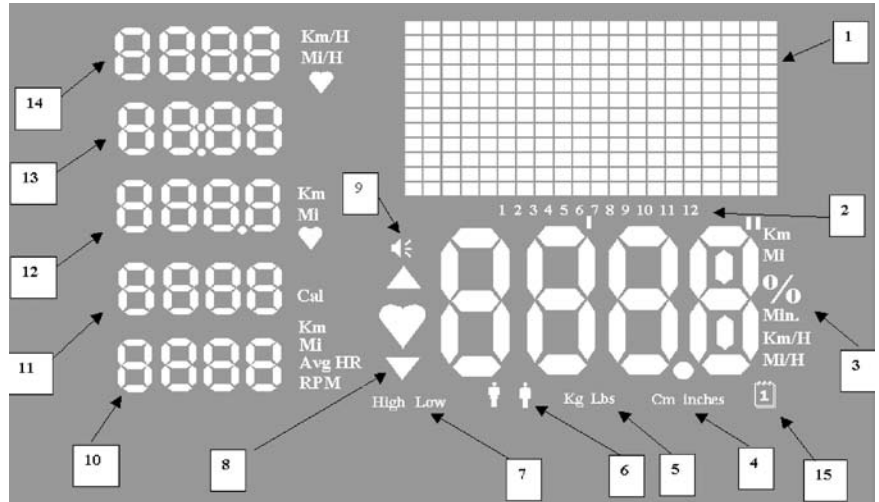 888.8 Km/H
Mi/H
14
1
88:88
13
888.8 Km
Mi
12
9
1 2 3 4 5 6 7 8 9 10 11 12
2
8888 Cal
11
888.8
' "
Km
Mi
%
Min.
Km/H
Mi/H
3
8888 Km
Mi
Avg HR
RPM
10
High Low
Kg Lbs
Cm inches
1
8
7
6
5
4
15